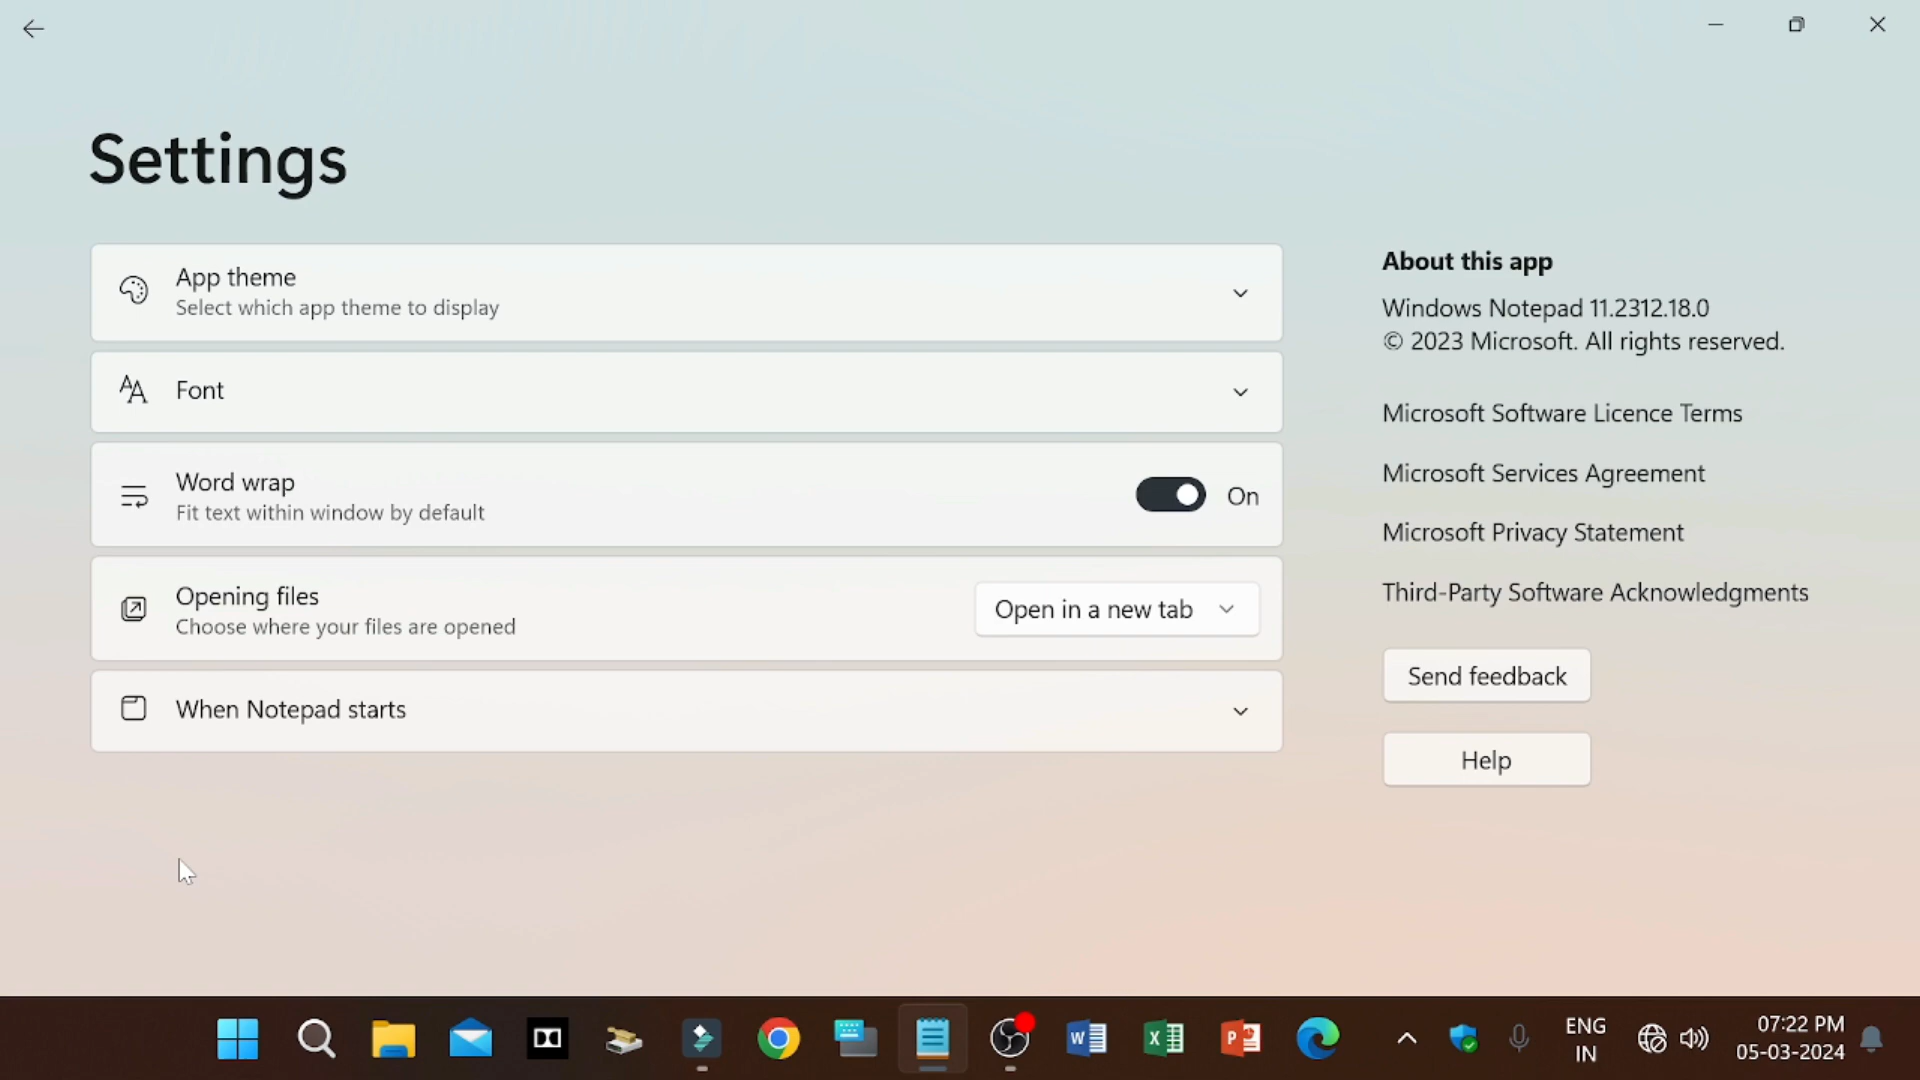 Settings
App theme
Select which app theme to display
Font
Word wrap
Fit text within window by default
On
Opening files
Choose where your files are opened
Open in a new tab
When Notepad starts
About this app
Windows Notepad 11.2312.18.0
© 2023 Microsoft. All rights reserved.
Microsoft Software Licence Terms
Microsoft Services Agreement
Microsoft Privacy Statement
Third-Party Software Acknowledgments
Send feedback
Help
ENG
IN
07:22 PM
05-03-2024